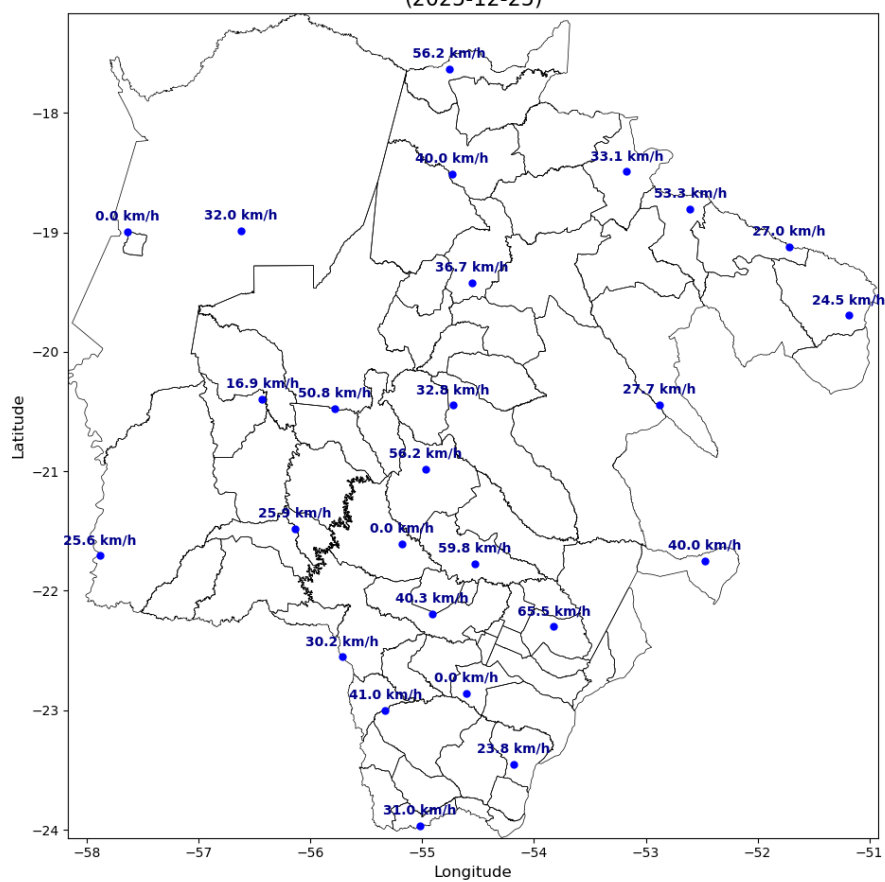 (2025-12-25)
56.2 km/h
40.0 km/h
33.1 km/h
53.3 km/h
0.0 km/h
32.0 km/h
27.0 km/h
36.7 km/h
24.5 km/h
16.9 km/h
50.8 km/h
32.8 km/h
27.7 km/h
56.2 km/h
25.9 km/h
0.0 km/h
25.6 km/h
59.8 km/h
40.0 km/h
40.3 km/h
65.5 km/h
30.2 km/h
0.0 km/h
41.0 km/h
23.8 km/h
31.0 km/h
−18
−19
−20
−21
−22
−23
−24
Latitude
−58
−57
−56
−55
−54
−53
−52
−51
Longitude